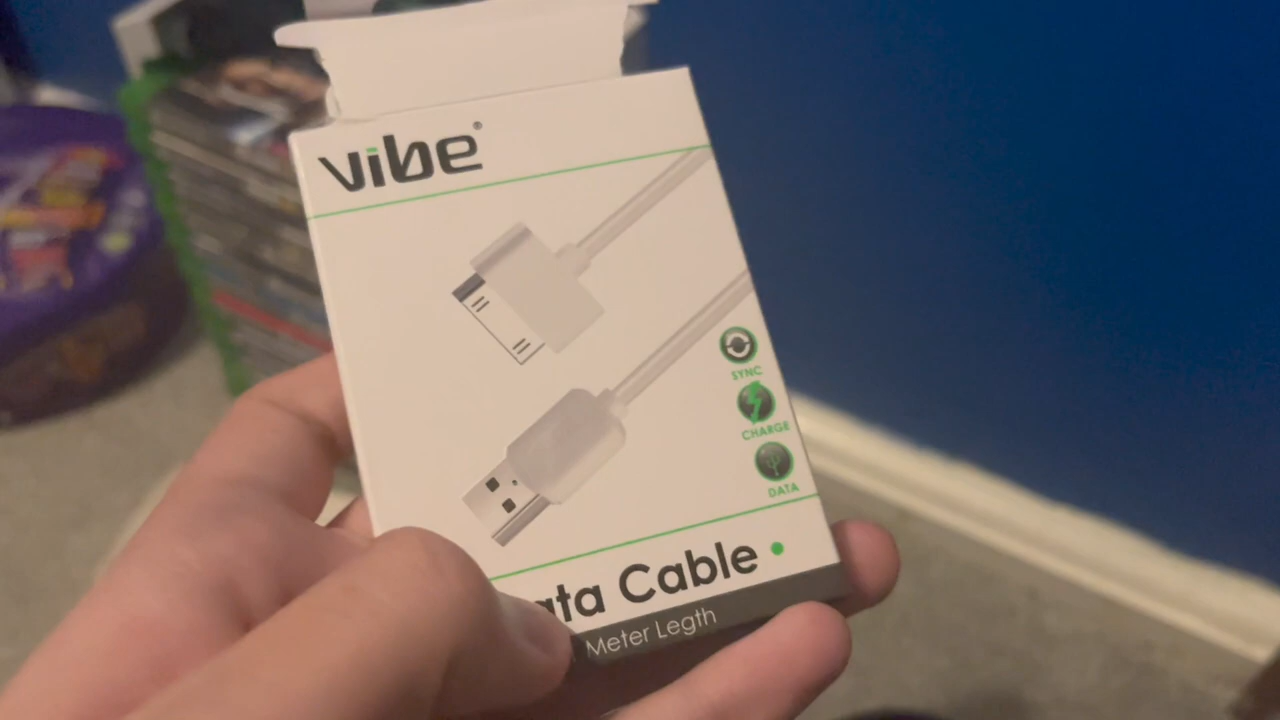 vibe®
SYNC
CHARGE
DATA
ata Cable
Meter Legth